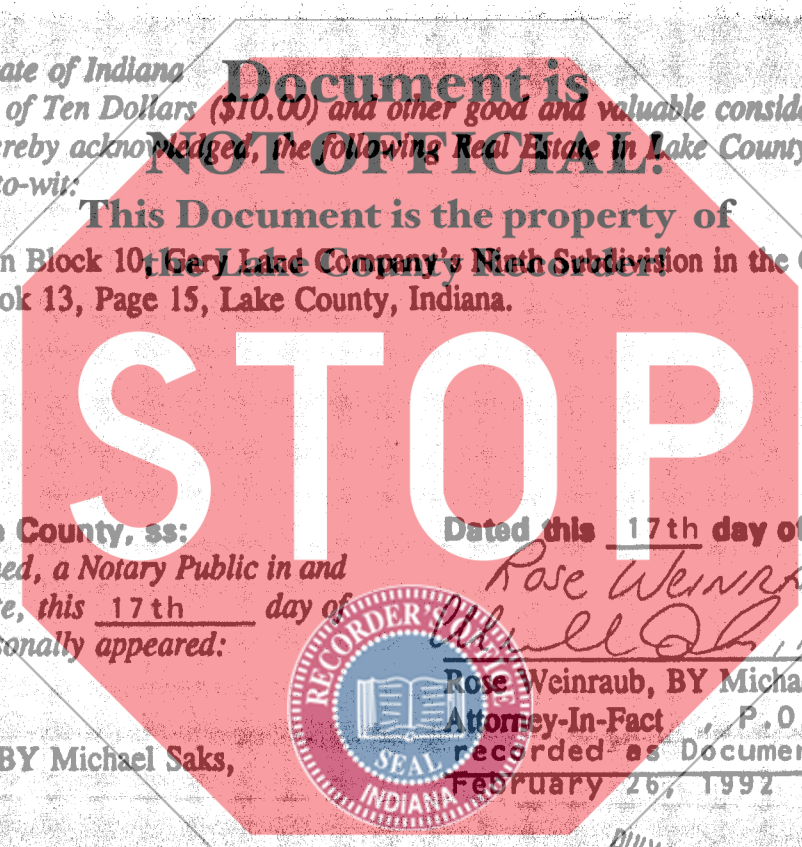 ate of Indiana
Document is
of Ten Dollars ($10.00) and other good and valuable consid
NOT OFFICIAL!
ereby acknowledged, the following Real Estate in Lake County
to-wit:
This Document is the property of
the Lake County Recorder!
n Block 10, Gary Land Company's Ninth Subdivision in the
ok 13, Page 15, Lake County, Indiana.
STOP
County, ss:
Dated this 17th day of
ed, a Notary Public in and
Rose Weinra
e, this 17th day of
sonally appeared:
RECORDER'S OFFICE
SEAL
INDIANA
Rose Weinraub, BY Micha
Attorney-In-Fact , P.O
BY Michael Saks,
recorded as Documen
February 26, 1992